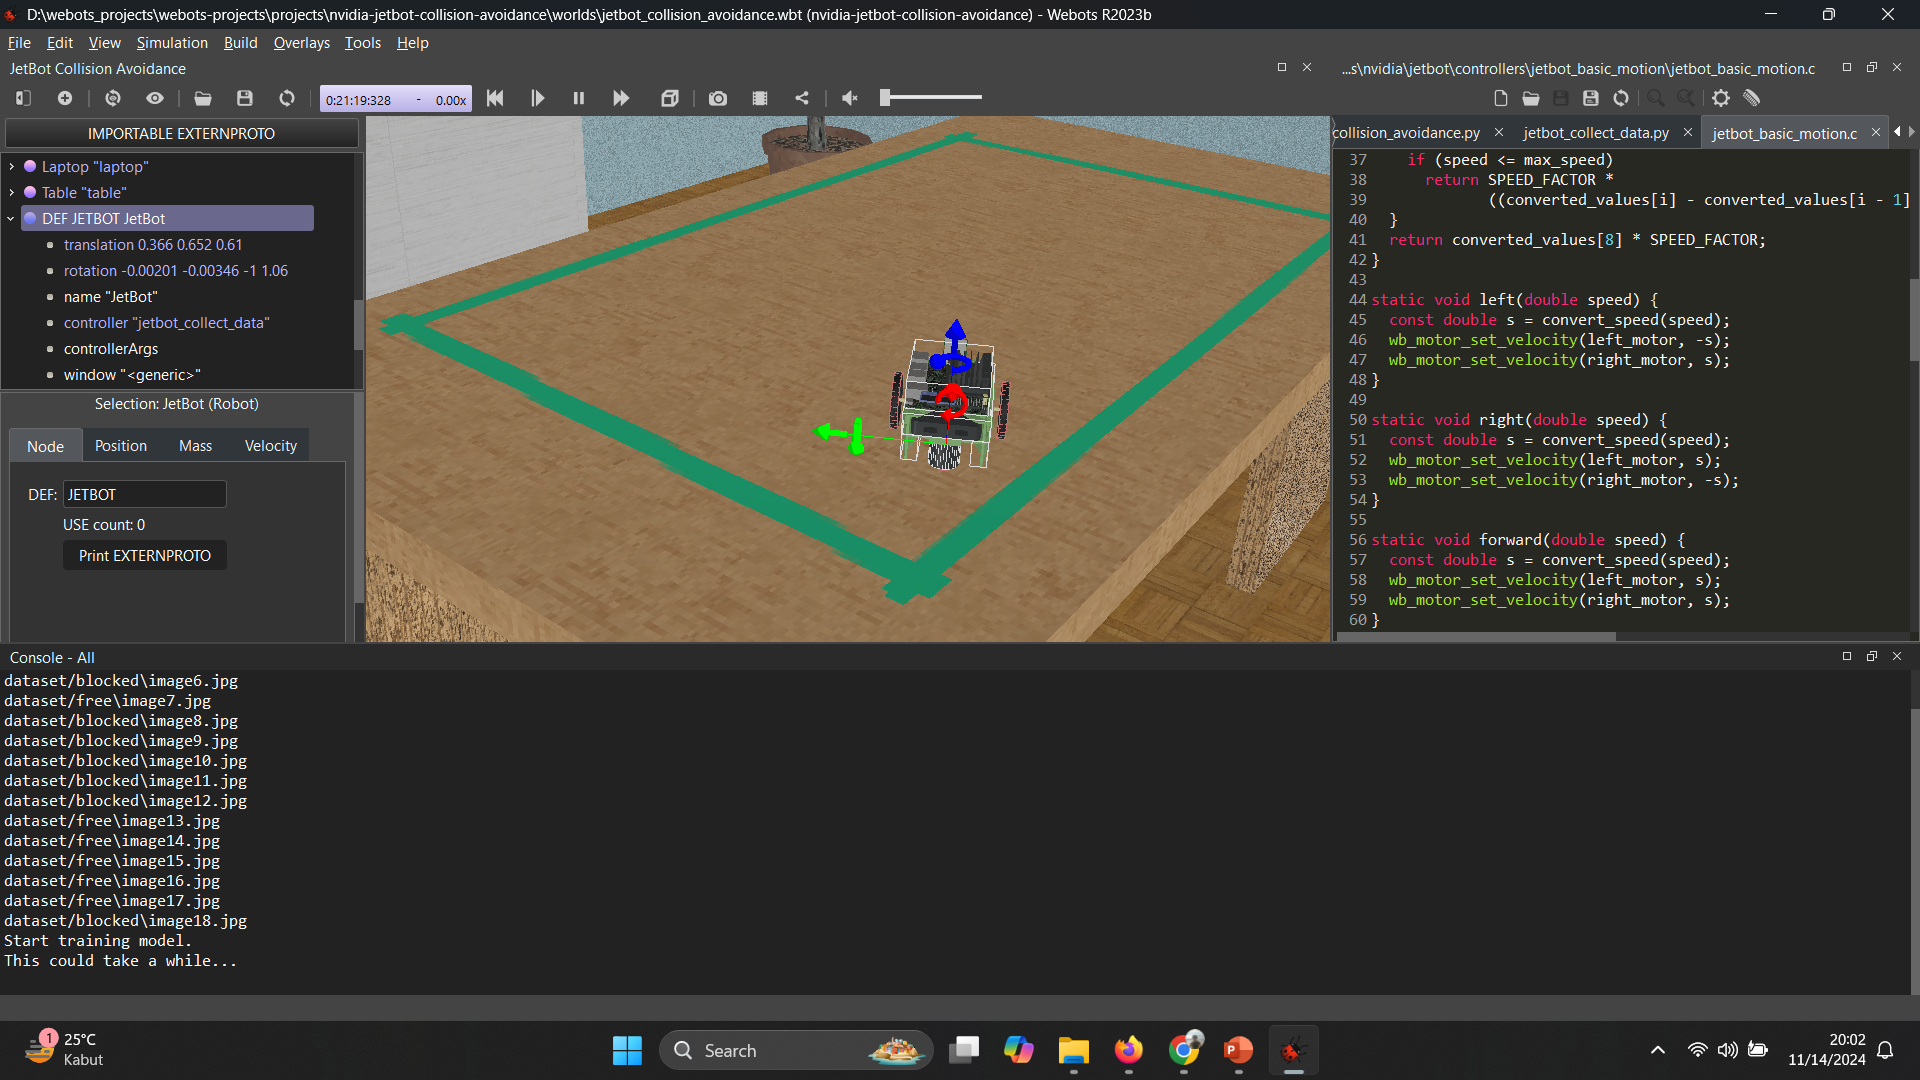 D:\webots_projects\webots-projects\projects\nvidia-jetbot-collision-avoidance\worlds\jetbot_collision_avoidance.wbt (nvidia-jetbot-collision-avoidance) - Webots R2023b
File Edit View Simulation Build Overlays Tools Help
JetBot Collision Avoidance
0:21:19:328 - 0.00x
IMPORTABLE EXTERNPROTO
Laptop "laptop"
Table "table"
DEF JETBOT JetBot
translation 0.366 0.652 0.61
rotation -0.00201 -0.00346 -1 1.06
name "JetBot"
controller "jetbot_collect_data"
controllerArgs
window "<generic>"
Selection: JetBot (Robot)
Node Position Mass Velocity
DEF: JETBOT
USE count: 0
Print EXTERNPROTO
...s\nvidia\jetbot\controllers\jetbot_basic_motion\jetbot_basic_motion.c
collision_avoidance.py jetbot_collect_data.py jetbot_basic_motion.c
37 if (speed <= max_speed)
38 return SPEED_FACTOR *
39 ((converted_values[i] - converted_values[i - 1]
40 }
41 return converted_values[8] * SPEED_FACTOR;
42 }
43
44 static void left(double speed) {
45 const double s = convert_speed(speed);
46 wb_motor_set_velocity(left_motor, -s);
47 wb_motor_set_velocity(right_motor, s);
48 }
49
50 static void right(double speed) {
51 const double s = convert_speed(speed);
52 wb_motor_set_velocity(left_motor, s);
53 wb_motor_set_velocity(right_motor, -s);
54 }
55
56 static void forward(double speed) {
57 const double s = convert_speed(speed);
58 wb_motor_set_velocity(left_motor, s);
59 wb_motor_set_velocity(right_motor, s);
60 }
Console - All
dataset/blocked\image6.jpg
dataset/free\image7.jpg
dataset/blocked\image8.jpg
dataset/blocked\image9.jpg
dataset/blocked\image10.jpg
dataset/blocked\image11.jpg
dataset/blocked\image12.jpg
dataset/free\image13.jpg
dataset/free\image14.jpg
dataset/free\image15.jpg
dataset/free\image16.jpg
dataset/free\image17.jpg
dataset/blocked\image18.jpg
Start training model.
This could take a while...
1
25°C
Kabut
Search
20:02
11/14/2024